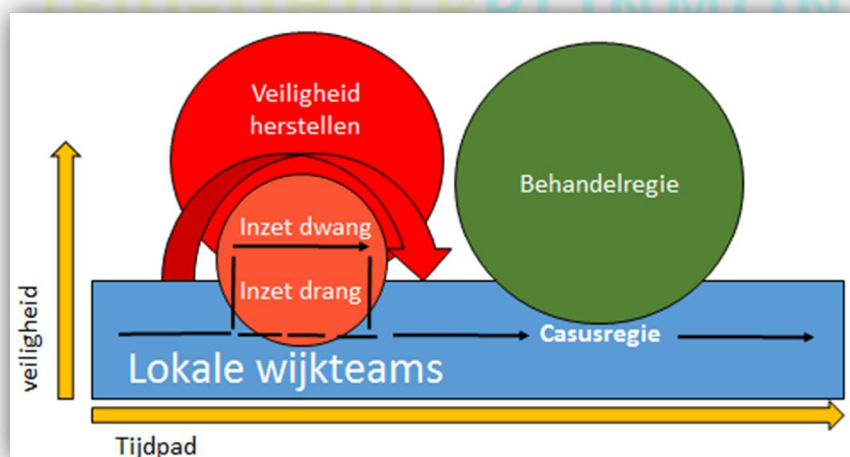 Veiligheid
herstellen
Behandelregie
Inzet dwang
Inzet drang
Casusregie
Lokale wijkteams
veiligheid
Tijdpad